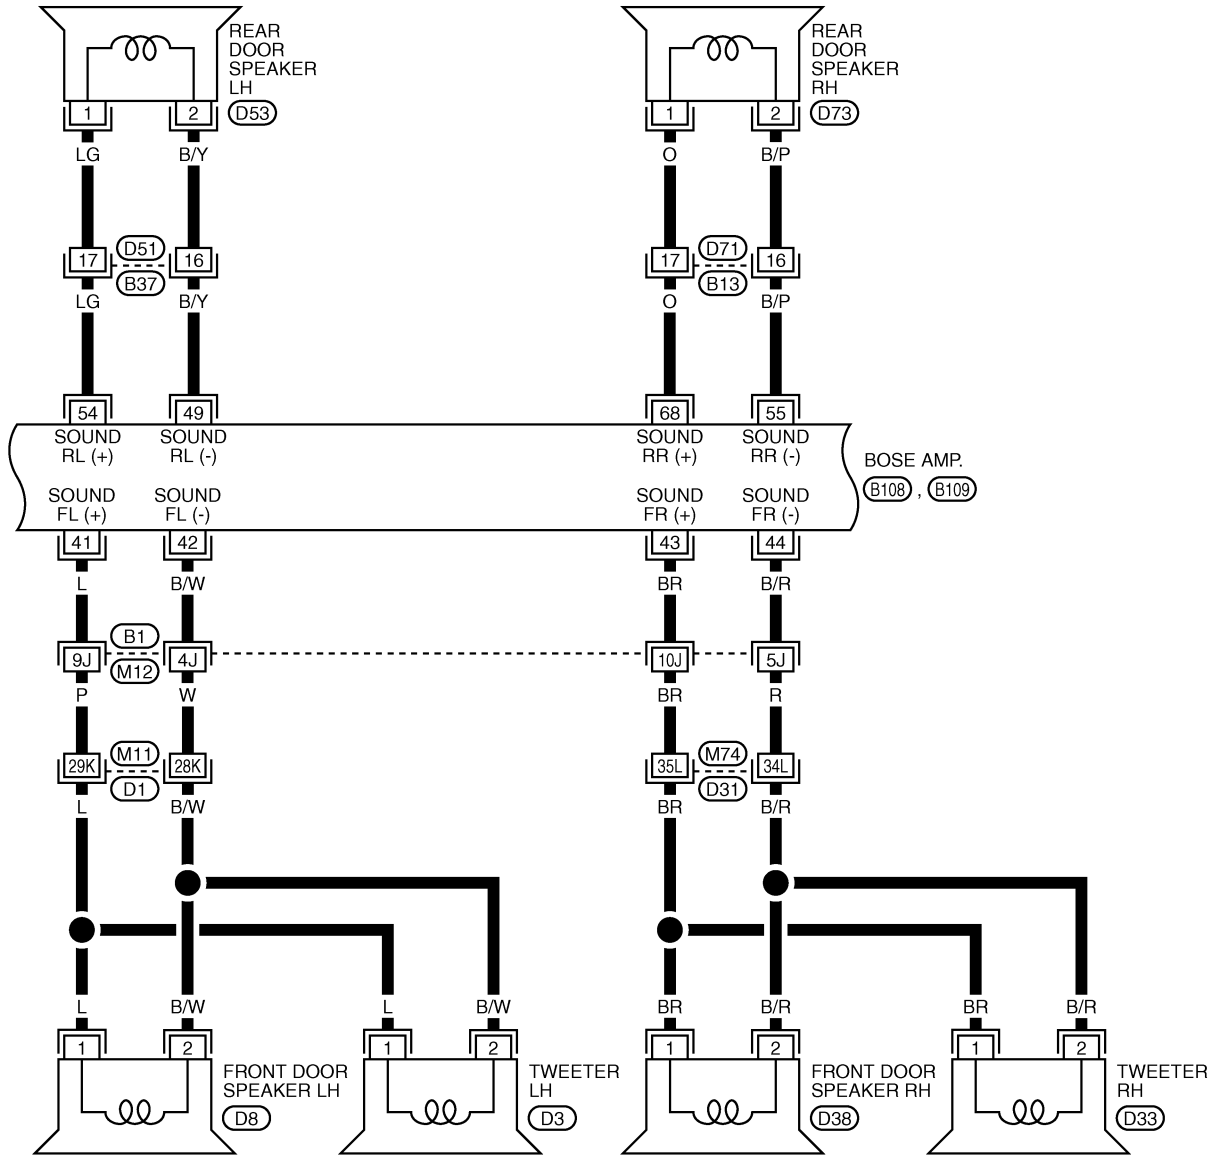 REAR
DOOR
SPEAKER
LH
1 2 D53
REAR
DOOR
SPEAKER
RH
1 2 D73
LG B/Y O B/P
D51 D71
17 16 17 16
B37 B13
LG B/Y O B/P
54 49 68 55
SOUND SOUND SOUND SOUND
RL (+) RL (-) RR (+) RR (-)
BOSE AMP.
B108 , B109
SOUND SOUND SOUND SOUND
FL (+) FL (-) FR (+) FR (-)
41 42 43 44
L B/W BR B/R
B1
9J 4J 10J 5J
M12
P W BR R
M11 M74
29K 28K 35L 34L
D1 D31
L B/W BR B/R
L B/W L B/W BR B/R BR B/R
1 2 1 2 1 2 1 2
FRONT DOOR
SPEAKER LH
D8
TWEETER
LH
D3
FRONT DOOR
SPEAKER RH
D38
TWEETER
RH
D33